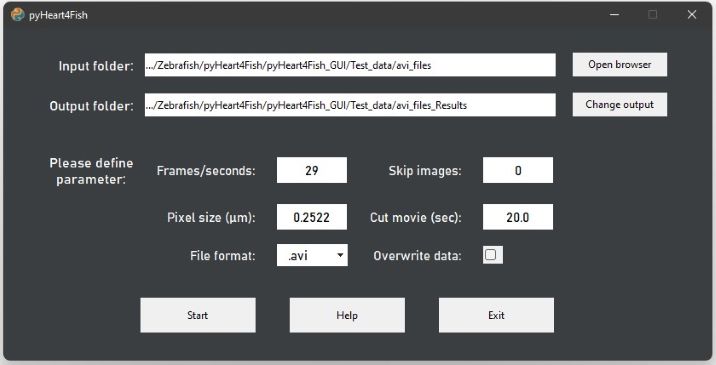 pyHeart4Fish
Input folder: .../Zebrafish/pyHeart4Fish/pyHeart4Fish_GUI/Test_data/avi_files Open browser
Output folder: .../Zebrafish/pyHeart4Fish/pyHeart4Fish_GUI/Test_data/avi_files_Results Change output
Please define
parameter:
Frames/seconds: 29 Skip images: 0
Pixel size (µm): 0.2522 Cut movie (sec): 20.0
File format: .avi Overwrite data:
Start Help Exit